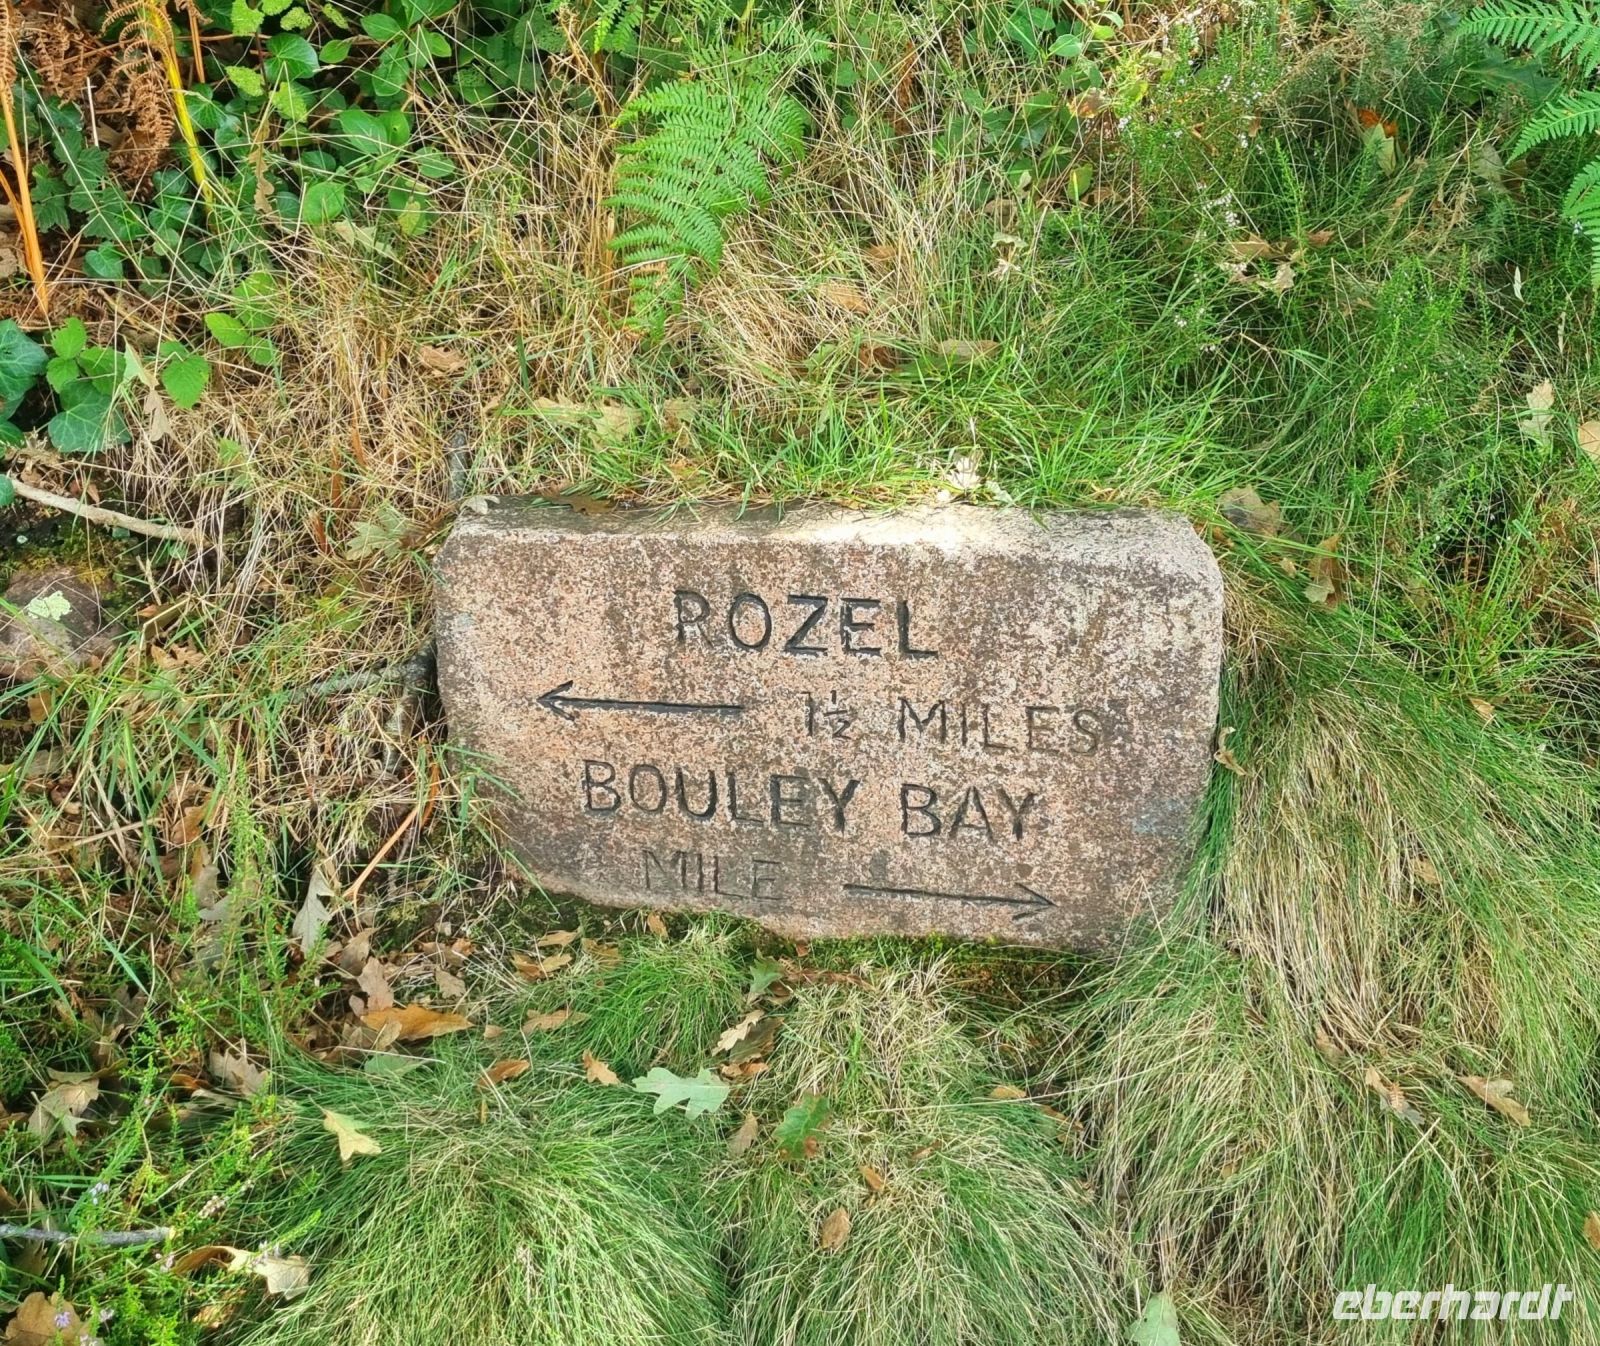 ROZEL
← 1½ MILES
BOULEY BAY
MILE →
eberhardt